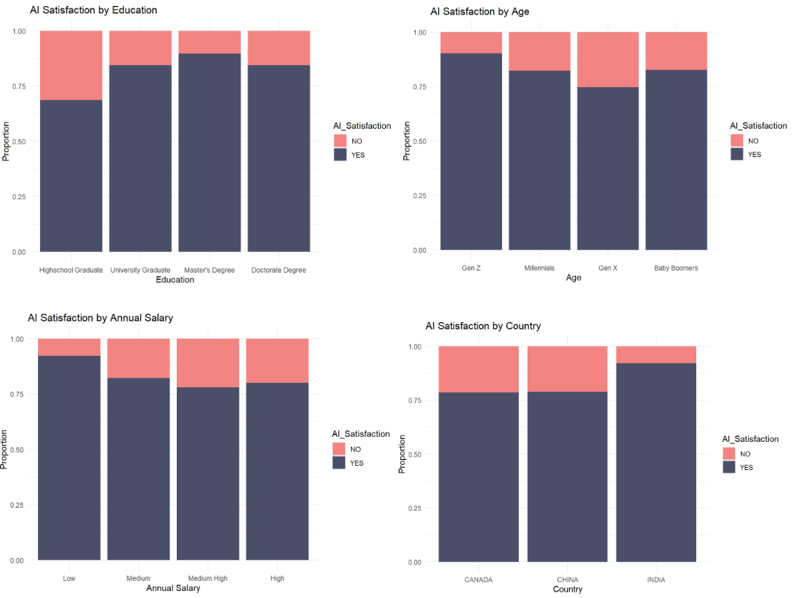 AI Satisfaction by Education
1.00
0.75
0.50
0.25
0.00
Proportion
Highschool Graduate University Graduate Master's Degree Doctorate Degree
Education
AI_Satisfaction
NO
YES
AI Satisfaction by Age
1.00
0.75
0.50
0.25
0.00
Proportion
Gen Z Millennials Gen X Baby Boomers
Age
AI_Satisfaction
NO
YES
AI Satisfaction by Annual Salary
1.00
0.75
0.50
0.25
0.00
Proportion
Low Medium Medium High High
Annual Salary
AI_Satisfaction
NO
YES
AI Satisfaction by Country
1.00
0.75
0.50
0.25
0.00
Proportion
CANADA CHINA INDIA
Country
AI_Satisfaction
NO
YES